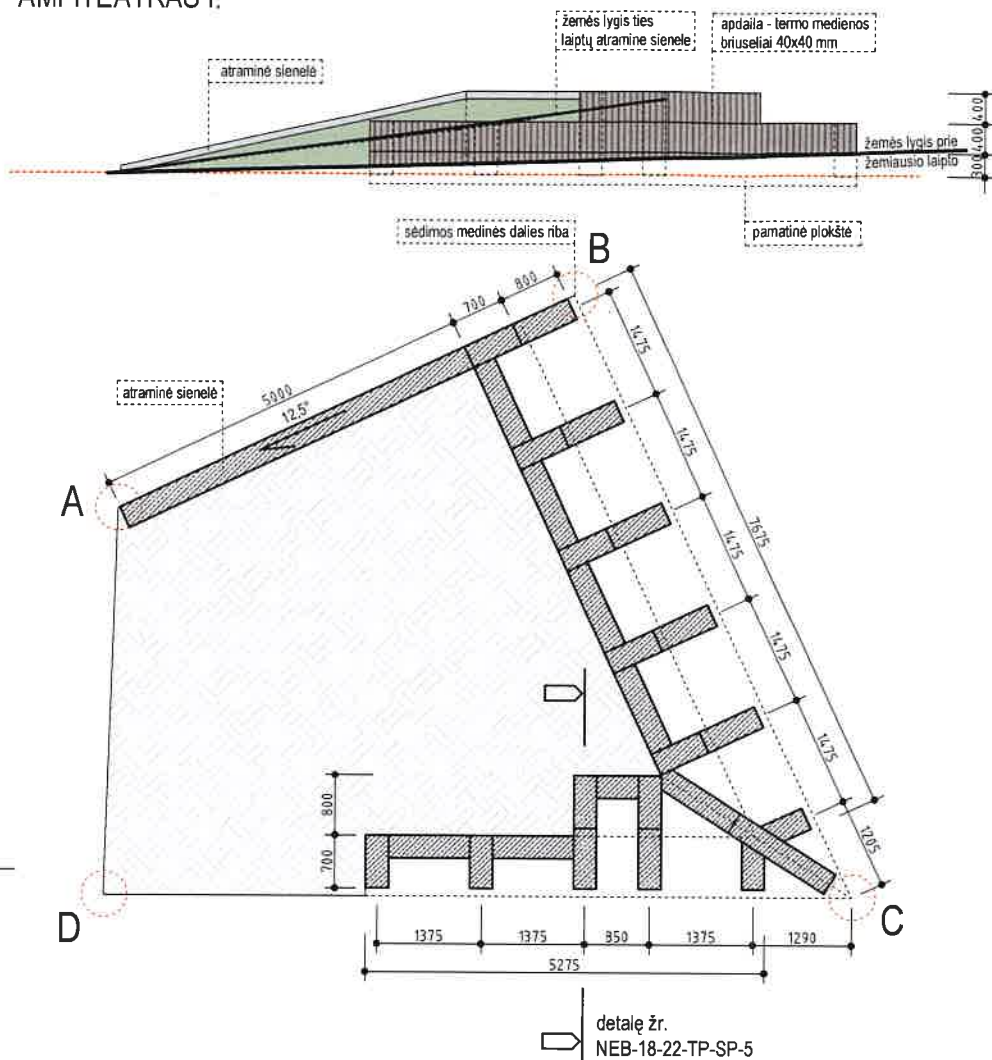 AMFITEATRAS 1.
žemės lygis ties
laiptų atramine sienele
apdaila - termo medienos
briuseliai 40x40 mm
atraminė sienelė
400
400
300
žemės lygis prie
žemiausio laipto
sėdimos medinės dalies riba
pamatinė plokštė
B
800
700
5000
12.5°
atraminė sienelė
A
1475
1475
1475
1475
1475
7675
1205
800
700
D
C
1375
1375
850
1375
1290
5275
detalę žr.
NEB-18-22-TP-SP-5